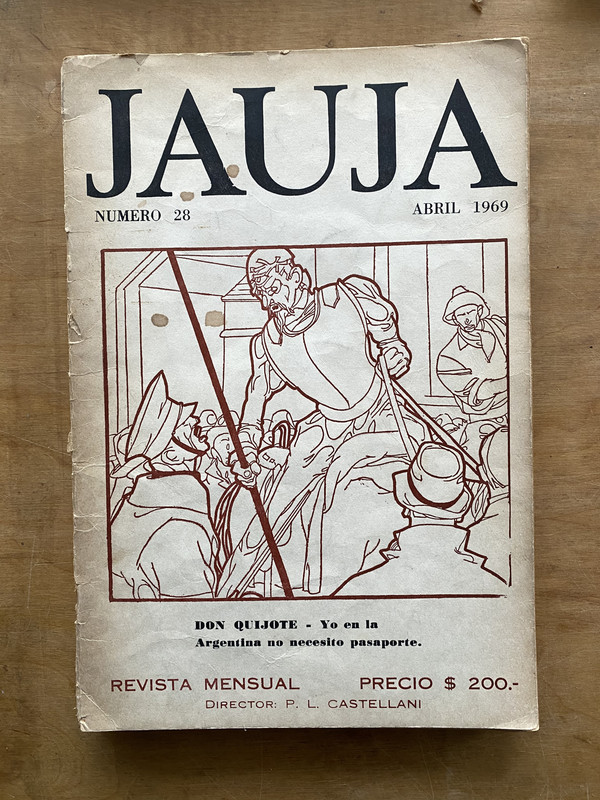 JAUJA
NUMERO 28 ABRIL 1969
DON QUIJOTE - Yo en la
Argentina no necesito pasaporte.
REVISTA MENSUAL PRECIO $ 200.-
DIRECTOR: P. L. CASTELLANI